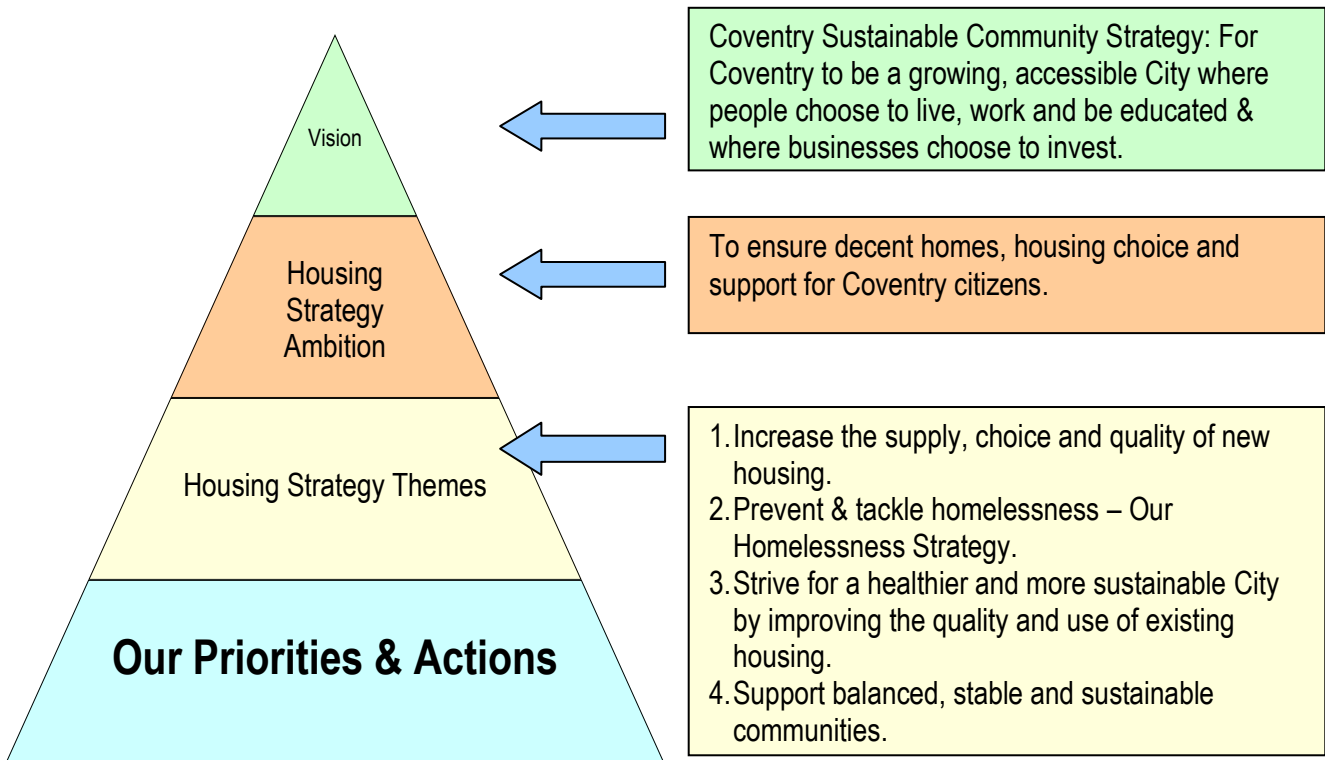 Vision
Coventry Sustainable Community Strategy: For
Coventry to be a growing, accessible City where
people choose to live, work and be educated &
where businesses choose to invest.
Housing
Strategy
Ambition
To ensure decent homes, housing choice and
support for Coventry citizens.
Housing Strategy Themes
1. Increase the supply, choice and quality of new
housing.
2. Prevent & tackle homelessness – Our
Homelessness Strategy.
3. Strive for a healthier and more sustainable City
by improving the quality and use of existing
housing.
4. Support balanced, stable and sustainable
communities.
Our Priorities & Actions